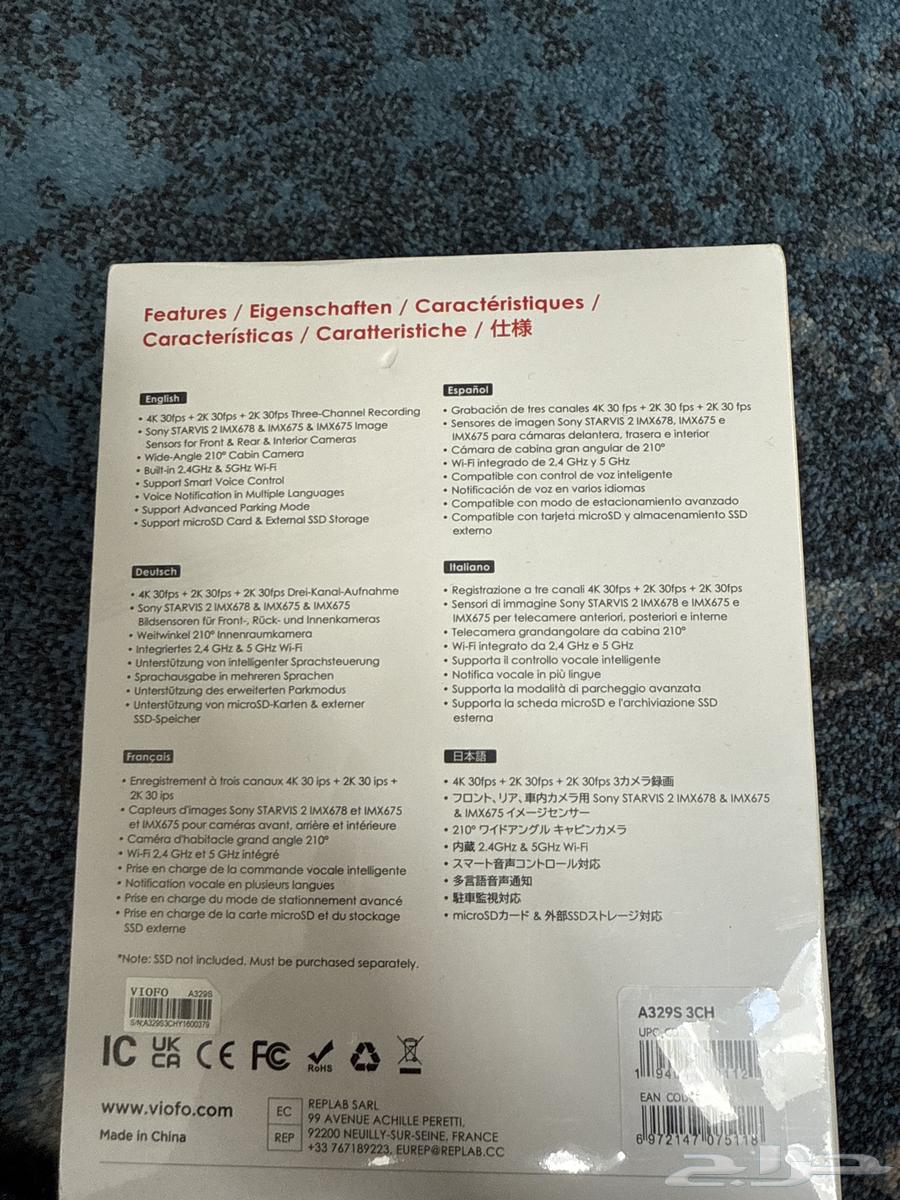 Features / Eigenschaften / Caractéristiques /
Características / Caratteristiche / 仕様
English
• 4K 30fps + 2K 30fps + 2K 30fps Three-Channel Recording
• Sony STARVIS 2 IMX678 & IMX675 & IMX675 Image
Sensors for Front & Rear & Interior Cameras
• Wide-Angle 210° Cabin Camera
• Built-in 2.4GHz & 5GHz Wi-Fi
• Support Smart Voice Control
• Voice Notification in Multiple Languages
• Support Advanced Parking Mode
• Support microSD Card & External SSD Storage
Español
• Grabación de tres canales 4K 30 fps + 2K 30 fps + 2K 30 fps
• Sensores de imagen Sony STARVIS 2 IMX678, IMX675 e
IMX675 para cámaras delantera, trasera e interior
• Cámara de cabina gran angular de 210°
• Wi-Fi integrado de 2,4 GHz y 5 GHz
• Compatible con control de voz inteligente
• Notificación de voz en varios idiomas
• Compatible con modo de estacionamiento avanzado
• Compatible con tarjeta microSD y almacenamiento SSD
externo
Deutsch
• 4K 30fps + 2K 30fps + 2K 30fps Drei-Kanal-Aufnahme
• Sony STARVIS 2 IMX678 & IMX675 & IMX675
Bildsensoren für Front-, Rück- und Innenkameras
• Weitwinkel 210° Innenraumkamera
• Integriertes 2,4 GHz & 5 GHz Wi-Fi
• Unterstützung von intelligenter Sprachsteuerung
• Sprachausgabe in mehreren Sprachen
• Unterstützung des erweiterten Parkmodus
• Unterstützung von microSD-Karten & externer
SSD-Speicher
Italiano
• Registrazione a tre canali 4K 30fps + 2K 30fps + 2K 30fps
• Sensori di immagine Sony STARVIS 2 IMX678 e IMX675 e
IMX675 per telecamere anteriori, posteriori e interne
• Telecamera grandangolare da cabina 210°
• Wi-Fi integrato da 2,4 GHz e 5 GHz
• Supporta il controllo vocale intelligente
• Notifica vocale in più lingue
• Supporta la modalità di parcheggio avanzata
• Supporta la scheda microSD e l'archiviazione SSD
esterna
Français
• Enregistrement à trois canaux 4K 30 ips + 2K 30 ips +
2K 30 ips
• Capteurs d'images Sony STARVIS 2 IMX678 et IMX675
et IMX675 pour caméras avant, arrière et intérieure
• Caméra d'habitacle grand angle 210°
• Wi-Fi 2,4 GHz et 5 GHz intégré
• Prise en charge de la commande vocale intelligente
• Notification vocale en plusieurs langues
• Prise en charge du mode de stationnement avancé
• Prise en charge de la carte microSD et du stockage
SSD externe
日本語
• 4K 30fps + 2K 30fps + 2K 30fps 3カメラ録画
• フロント、リア、車内カメラ用 Sony STARVIS 2 IMX678 & IMX675
& IMX675 イメージセンサー
• 210° ワイドアングル キャビンカメラ
• 内蔵 2.4GHz & 5GHz Wi-Fi
• スマート音声コントロール対応
• 多言語音声通知
• 駐車監視対応
• microSDカード & 外部SSDストレージ対応
*Note: SSD not included. Must be purchased separately.
VIOFO A329S
S/N:A329S3CHY1600379
IC UK CA CE FC RoHS
www.viofo.com
Made in China
EC REP
REPLAB SARL
99 AVENUE ACHILLE PERETTI,
92200 NEUILLY-SUR-SEINE, FRANCE
+33 767189223, EUREP@REPLAB.CC
A329S 3CH
UPC
EAN CODE
6 972147 075118
حراج